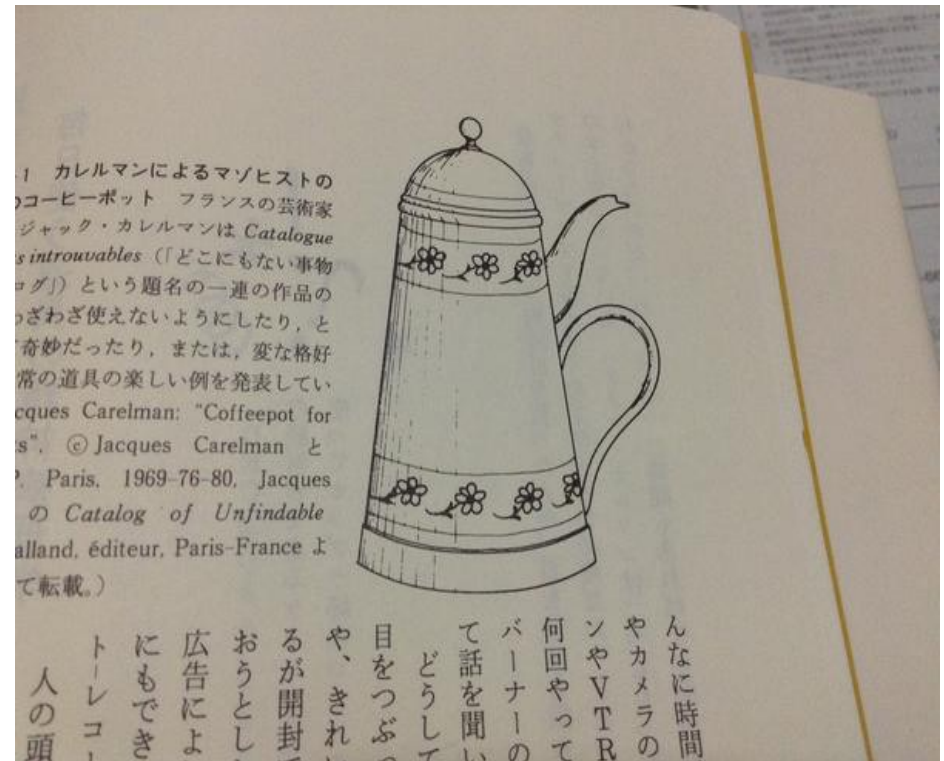 -1 カレルマンによるマゾヒストの
のコーヒーポット フランスの芸術家
ジャック・カレルマンは Catalogue
s introuvables (「どこにもない事物
ログ」) という題名の一連の作品の
わざわざ使えないようにしたり, と
奇妙だったり, または, 変な格好
常の道具の楽しい例を発表してい
cques Carelman: "Coffeepot for
ts", ©Jacques Carelman と
P. Paris, 1969-76-80, Jacques
の Catalog of Unfindable
alland, éditeur, Paris-France よ
て転載。)
んなに時間
やカメラの
ンやVTR
何回やって
バーナーの
て話を聞い
どうして
目をつぶっ
や、きれい
るが開封
おうとし
広告によ
にもでき
トーレコー
人の頭